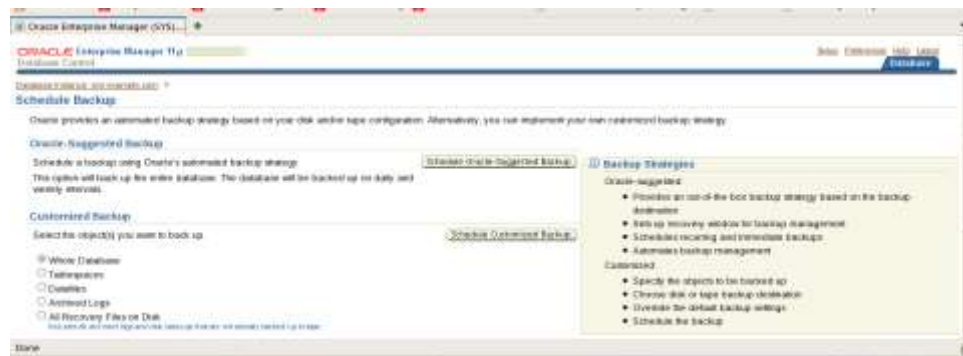 Oracle Enterprise Manager (SYS)...
ORACLE Enterprise Manager 11g
Database Control
Setup Preferences Help Logout
Database
Schedule Backup
Oracle provides an automated backup strategy based on your disk and/or tape configuration. Alternatively, you can implement your own customized backup strategy.
Oracle-Suggested Backup
Schedule a backup using Oracle's automated backup strategy.
Schedule Oracle-Suggested Backup
This option will back up the entire database. The database will be backed up on daily and weekly intervals.
Customized Backup
Select the object(s) you want to back up.
Schedule Customized Backup
Whole Database
Tablespaces
Datafiles
Archived Logs
All Recovery Files on Disk
Backup Strategies
Oracle-suggested
Provides an out-of-the-box backup strategy based on the backup destination
Sets up recovery window for backup management
Schedules recurring and immediate backups
Automates backup management
Customized
Specify the objects to be backed up
Choose disk or tape backup destination
Override the default backup settings
Schedule the backup
Done